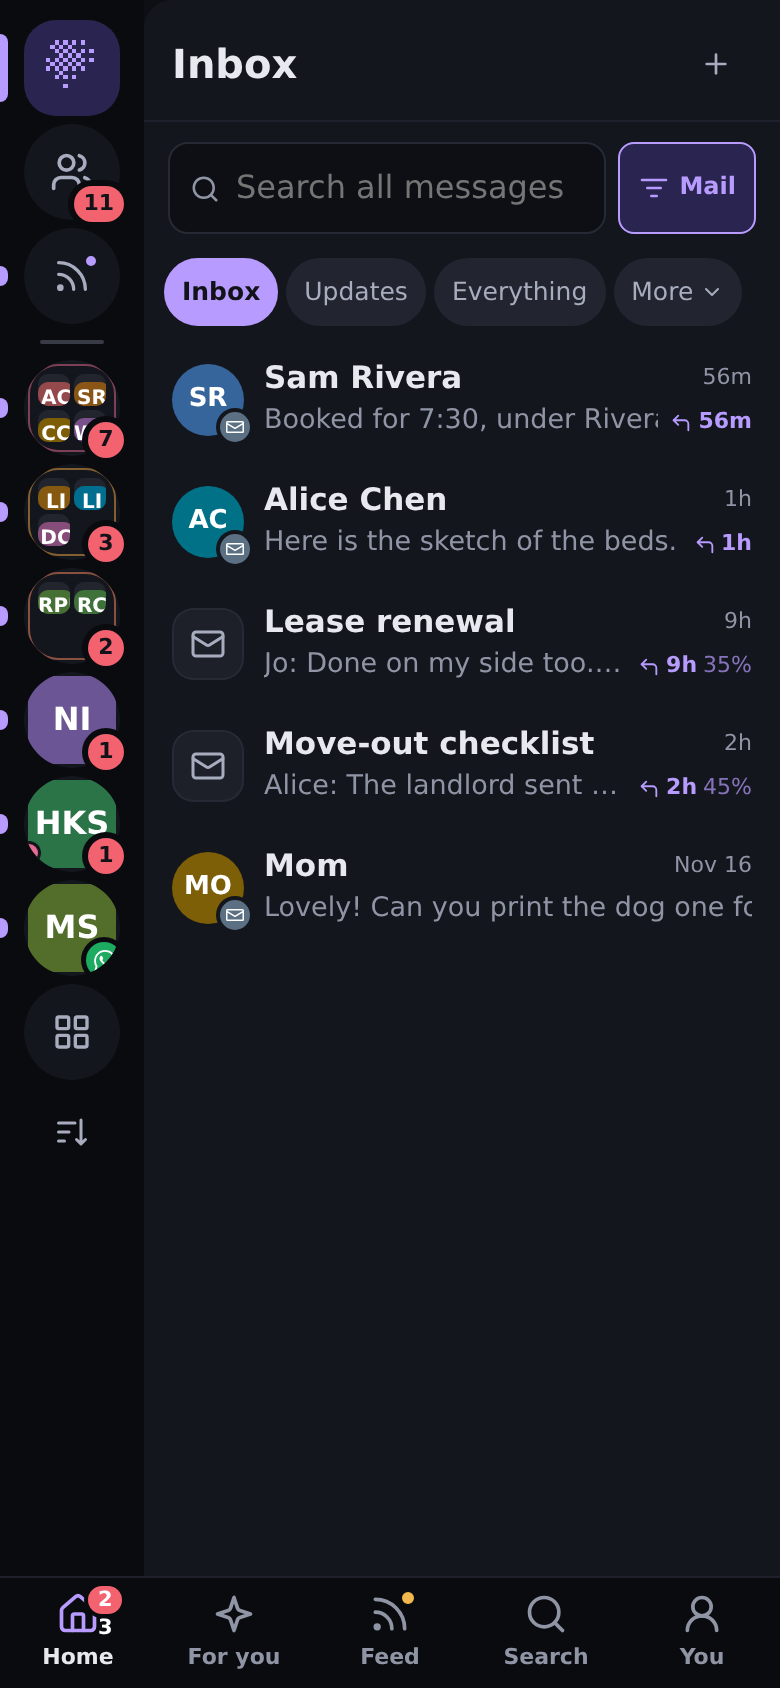 Inbox
11
Search all messages
Mail
Inbox
Updates
Everything
More
AC
SR
CC
7
LI
LI
DC
3
RP
RC
2
NI
1
HKS
1
MS
SR
Sam Rivera
56m
Booked for 7:30, under Rivera
56m
AC
Alice Chen
1h
Here is the sketch of the beds.
1h
Lease renewal
9h
Jo: Done on my side too....
9h 35%
Move-out checklist
2h
Alice: The landlord sent ...
2h 45%
MO
Mom
Nov 16
Lovely! Can you print the dog one
2
3
Home
For you
Feed
Search
You